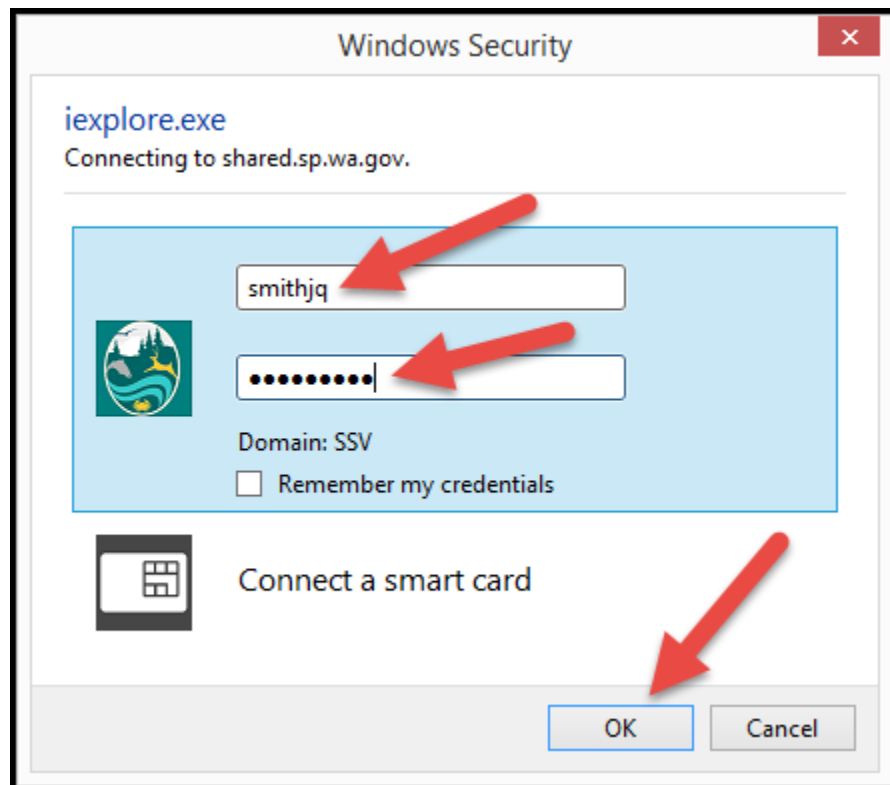 Windows Security
iexplore.exe
Connecting to shared.sp.wa.gov.
smithjq
●●●●●●●●●
Domain: SSV
Remember my credentials
Connect a smart card
OK Cancel